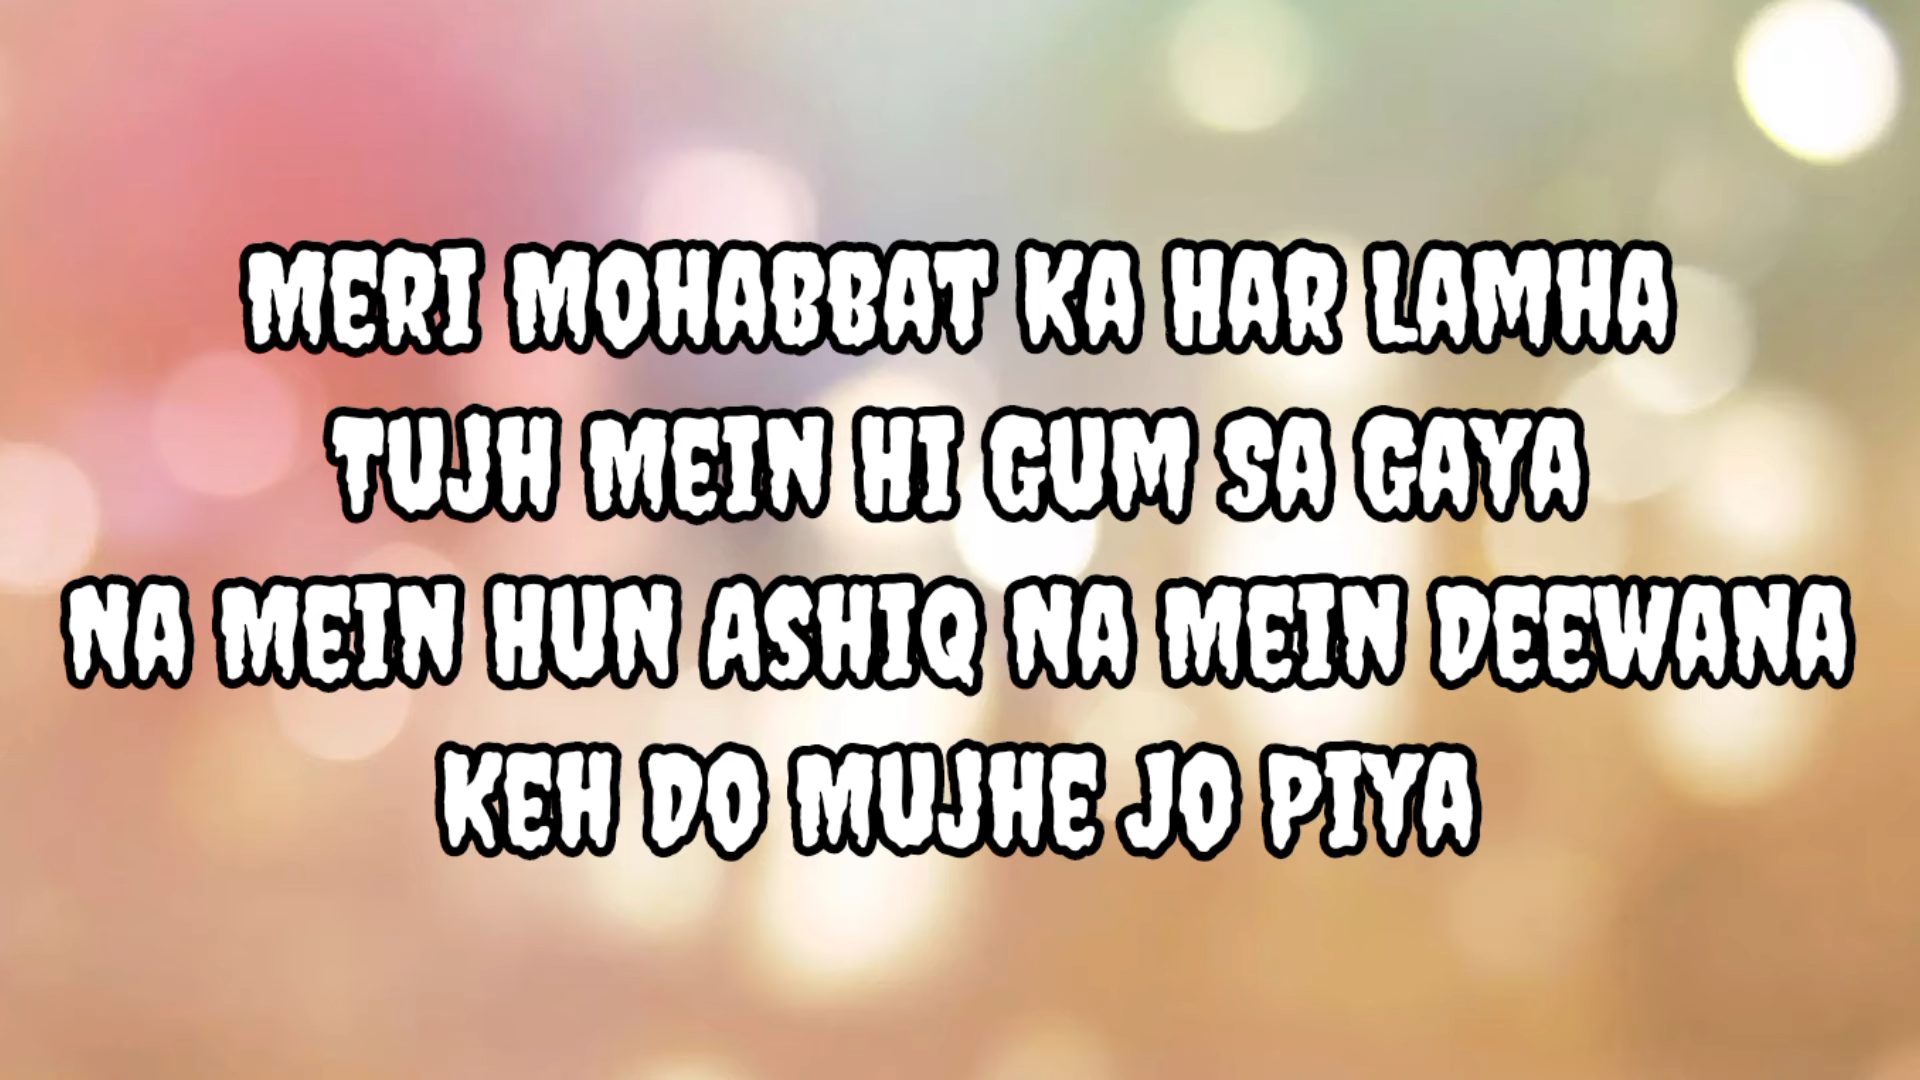 MERI MOHABBAT KA HAR LAMHA
TUJH MEIN HI GUM SA GAYA
NA MEIN HUN ASHIQ NA MEIN DEEWANA
KEH DO MUJHE JO PIYA